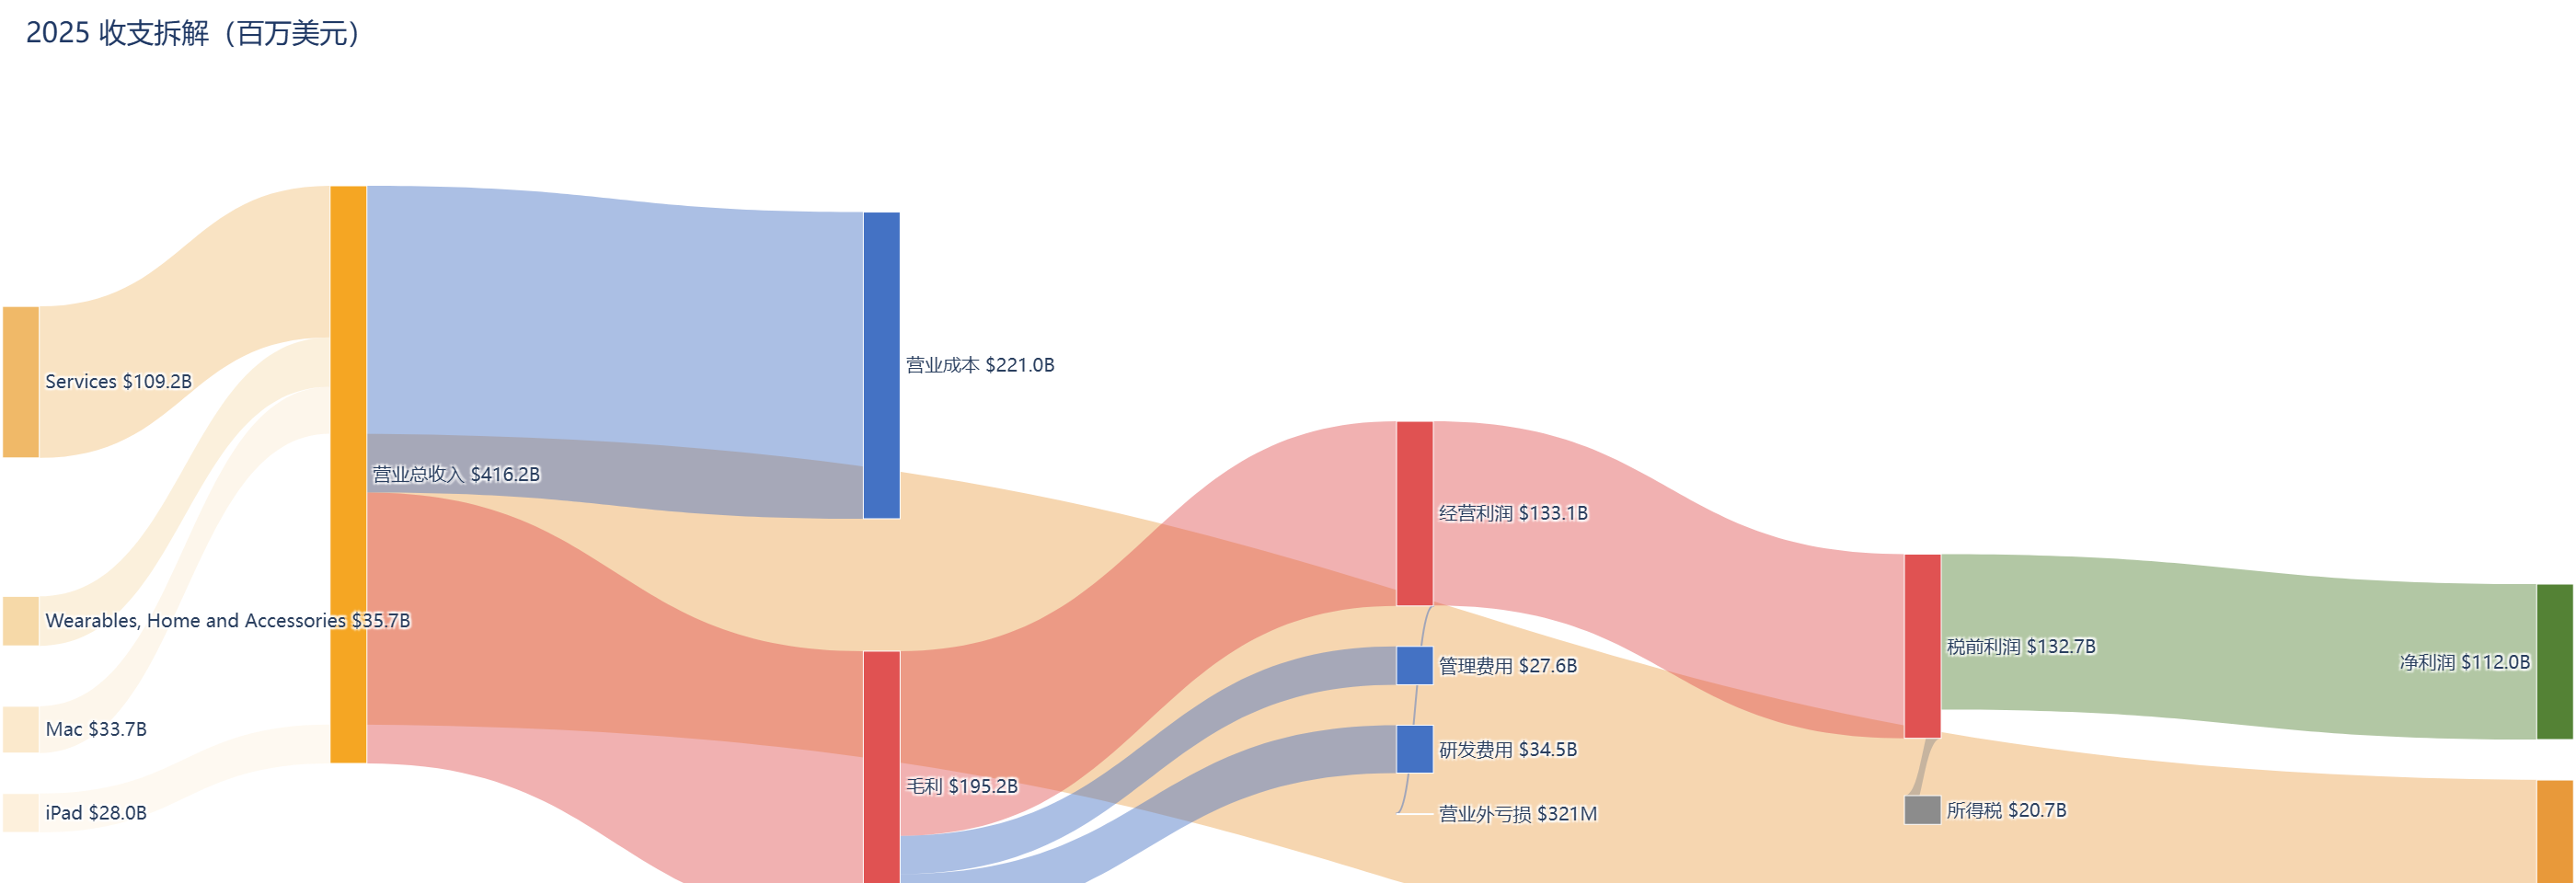 2025 收支拆解（百万美元）
Services $109.2B
Wearables, Home and Accessories $35.7B
Mac $33.7B
iPad $28.0B
营业总收入 $416.2B
营业成本 $221.0B
毛利 $195.2B
经营利润 $133.1B
管理费用 $27.6B
研发费用 $34.5B
营业外亏损 $321M
税前利润 $132.7B
所得税 $20.7B
净利润 $112.0B